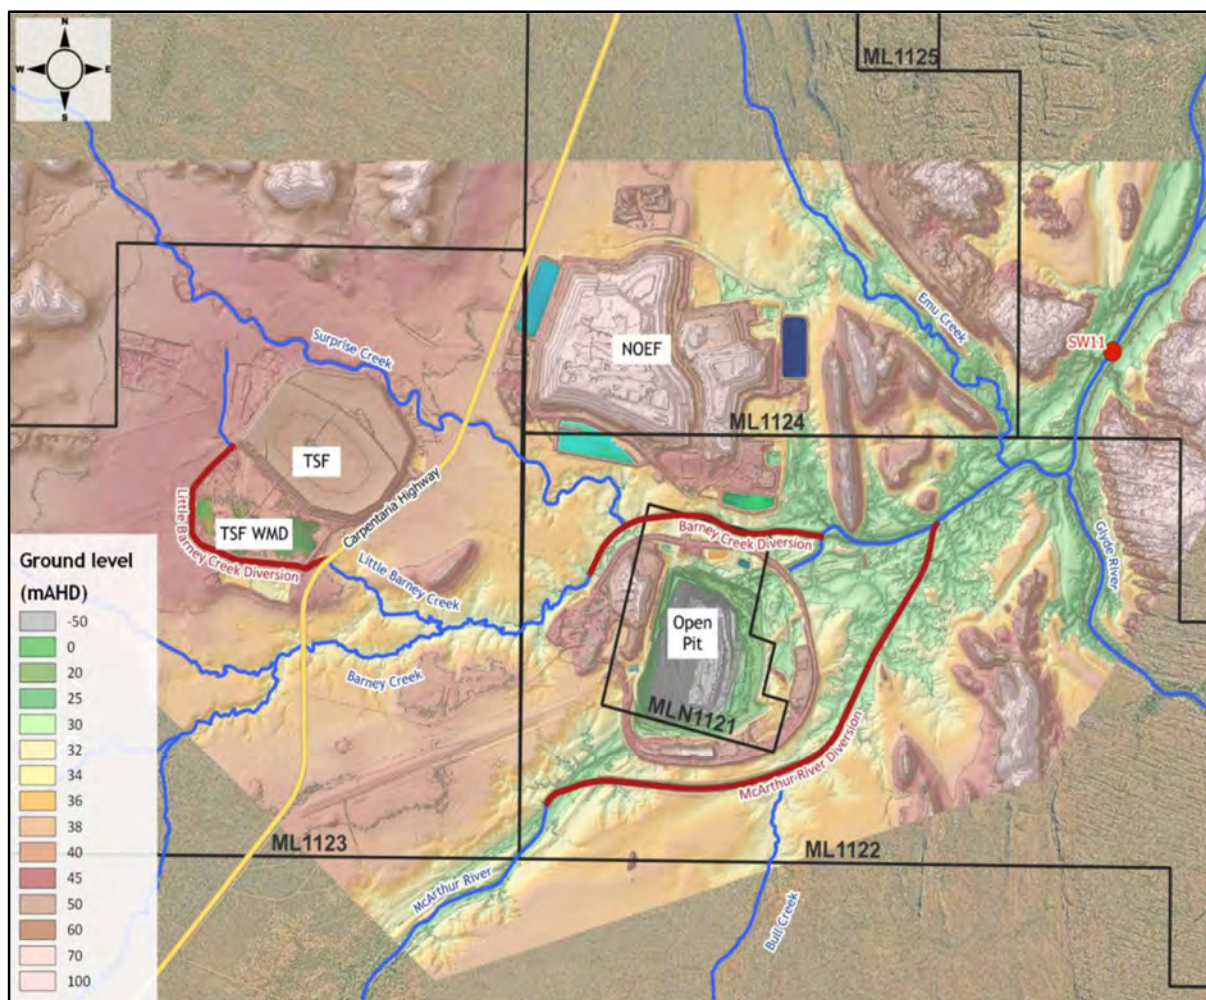 N
W
E
S
ML1125
Surprise Creek
NOEF
Emu Creek
SW11
ML1124
TSF
Carpentaria Highway
TSF WMD
Little Barney Creek Diversion
Barney Creek Diversion
Glyde River
Little Barney Creek
Barney Creek
Open
Pit
MLN1121
McArthur River Diversion
ML1123
ML1122
McArthur River
Bull Creek
Ground level
(mAHD)
-50
0
20
25
30
32
34
36
38
40
45
50
60
70
100